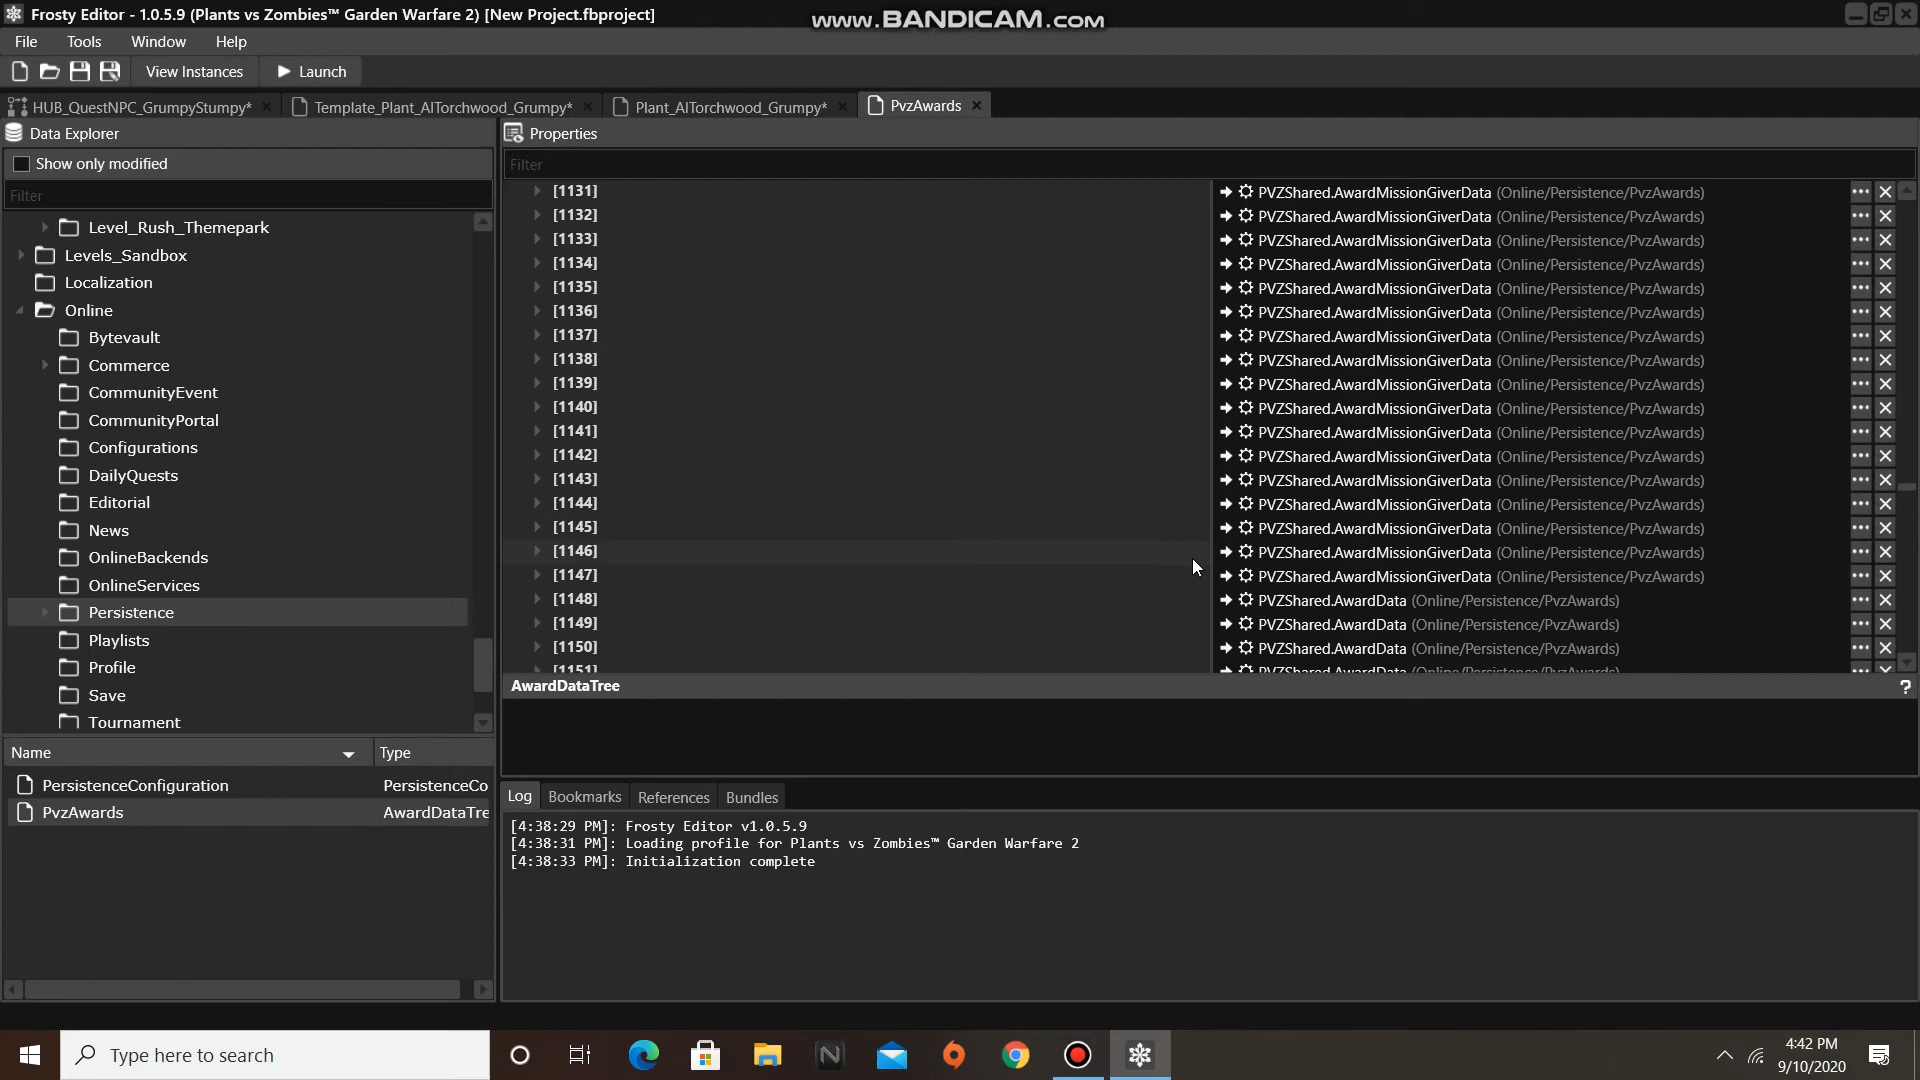 Frosty Editor - 1.0.5.9 (Plants vs Zombies™ Garden Warfare 2) [New Project.fbproject]
www.BANDICAM.com
File Tools Window Help
View Instances Launch
HUB_QuestNPC_GrumpyStumpy* Template_Plant_AITorchwood_Grumpy* Plant_AITorchwood_Grumpy* PvzAwards
Data Explorer
Show only modified
Filter
Level_Rush_Themepark
Levels_Sandbox
Localization
Online
Bytevault
Commerce
CommunityEvent
CommunityPortal
Configurations
DailyQuests
Editorial
News
OnlineBackends
OnlineServices
Persistence
Playlists
Profile
Save
Tournament
Name Type
PersistenceConfiguration PersistenceCo
PvzAwards AwardDataTre
Properties
Filter
[1131] PVZShared.AwardMissionGiverData (Online/Persistence/PvzAwards)
[1132] PVZShared.AwardMissionGiverData (Online/Persistence/PvzAwards)
[1133] PVZShared.AwardMissionGiverData (Online/Persistence/PvzAwards)
[1134] PVZShared.AwardMissionGiverData (Online/Persistence/PvzAwards)
[1135] PVZShared.AwardMissionGiverData (Online/Persistence/PvzAwards)
[1136] PVZShared.AwardMissionGiverData (Online/Persistence/PvzAwards)
[1137] PVZShared.AwardMissionGiverData (Online/Persistence/PvzAwards)
[1138] PVZShared.AwardMissionGiverData (Online/Persistence/PvzAwards)
[1139] PVZShared.AwardMissionGiverData (Online/Persistence/PvzAwards)
[1140] PVZShared.AwardMissionGiverData (Online/Persistence/PvzAwards)
[1141] PVZShared.AwardMissionGiverData (Online/Persistence/PvzAwards)
[1142] PVZShared.AwardMissionGiverData (Online/Persistence/PvzAwards)
[1143] PVZShared.AwardMissionGiverData (Online/Persistence/PvzAwards)
[1144] PVZShared.AwardMissionGiverData (Online/Persistence/PvzAwards)
[1145] PVZShared.AwardMissionGiverData (Online/Persistence/PvzAwards)
[1146] PVZShared.AwardMissionGiverData (Online/Persistence/PvzAwards)
[1147] PVZShared.AwardMissionGiverData (Online/Persistence/PvzAwards)
[1148] PVZShared.AwardData (Online/Persistence/PvzAwards)
[1149] PVZShared.AwardData (Online/Persistence/PvzAwards)
[1150] PVZShared.AwardData (Online/Persistence/PvzAwards)
[1151] PVZShared.AwardData (Online/Persistence/PvzAwards)
AwardDataTree ?
Log Bookmarks References Bundles
[4:38:29 PM]: Frosty Editor v1.0.5.9
[4:38:31 PM]: Loading profile for Plants vs Zombies™ Garden Warfare 2
[4:38:33 PM]: Initialization complete
Type here to search
4:42 PM
9/10/2020